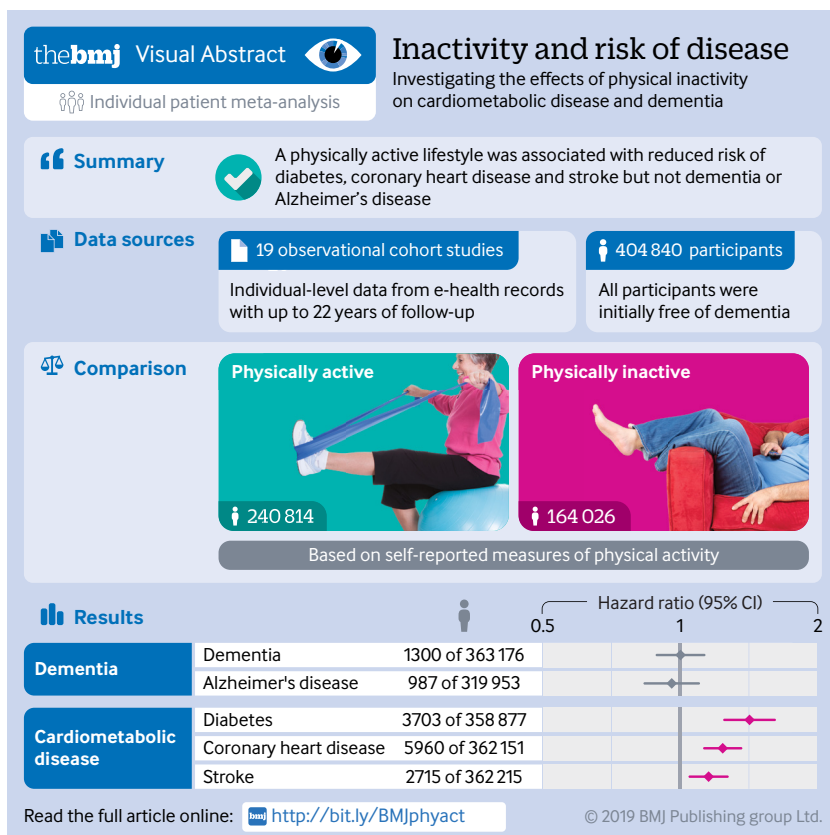 thebmj Visual Abstract
Individual patient meta-analysis
Inactivity and risk of disease
Investigating the effects of physical inactivity
on cardiometabolic disease and dementia
Summary
A physically active lifestyle was associated with reduced risk of
diabetes, coronary heart disease and stroke but not dementia or
Alzheimer's disease
Data sources
19 observational cohort studies
Individual-level data from e-health records
with up to 22 years of follow-up
404 840 participants
All participants were
initially free of dementia
Comparison
Physically active
240 814
Physically inactive
164 026
Based on self-reported measures of physical activity
Results
Hazard ratio (95% CI)
0.5 1 2
Dementia
Dementia 1300 of 363 176
Alzheimer's disease 987 of 319 953
Cardiometabolic
disease
Diabetes 3703 of 358 877
Coronary heart disease 5960 of 362 151
Stroke 2715 of 362 215
Read the full article online: bmj http://bit.ly/BMJphyact
© 2019 BMJ Publishing group Ltd.